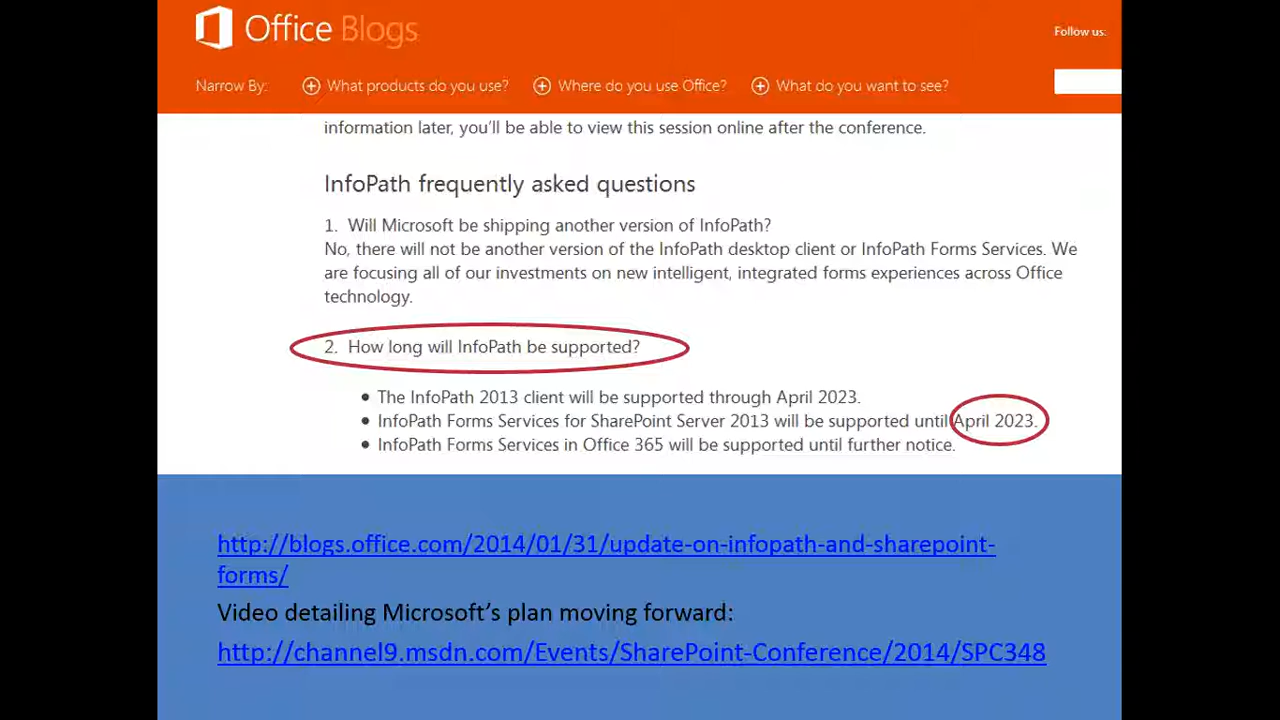 Office Blogs
Follow us:
Narrow By: What products do you use? Where do you use Office? What do you want to see?
information later, you'll be able to view this session online after the conference.
InfoPath frequently asked questions
1. Will Microsoft be shipping another version of InfoPath?
No, there will not be another version of the InfoPath desktop client or InfoPath Forms Services. We
are focusing all of our investments on new intelligent, integrated forms experiences across Office
technology.
2. How long will InfoPath be supported?
• The InfoPath 2013 client will be supported through April 2023.
• InfoPath Forms Services for SharePoint Server 2013 will be supported until April 2023.
• InfoPath Forms Services in Office 365 will be supported until further notice.
http://blogs.office.com/2014/01/31/update-on-infopath-and-sharepoint-
forms/
Video detailing Microsoft’s plan moving forward:
http://channel9.msdn.com/Events/SharePoint-Conference/2014/SPC348